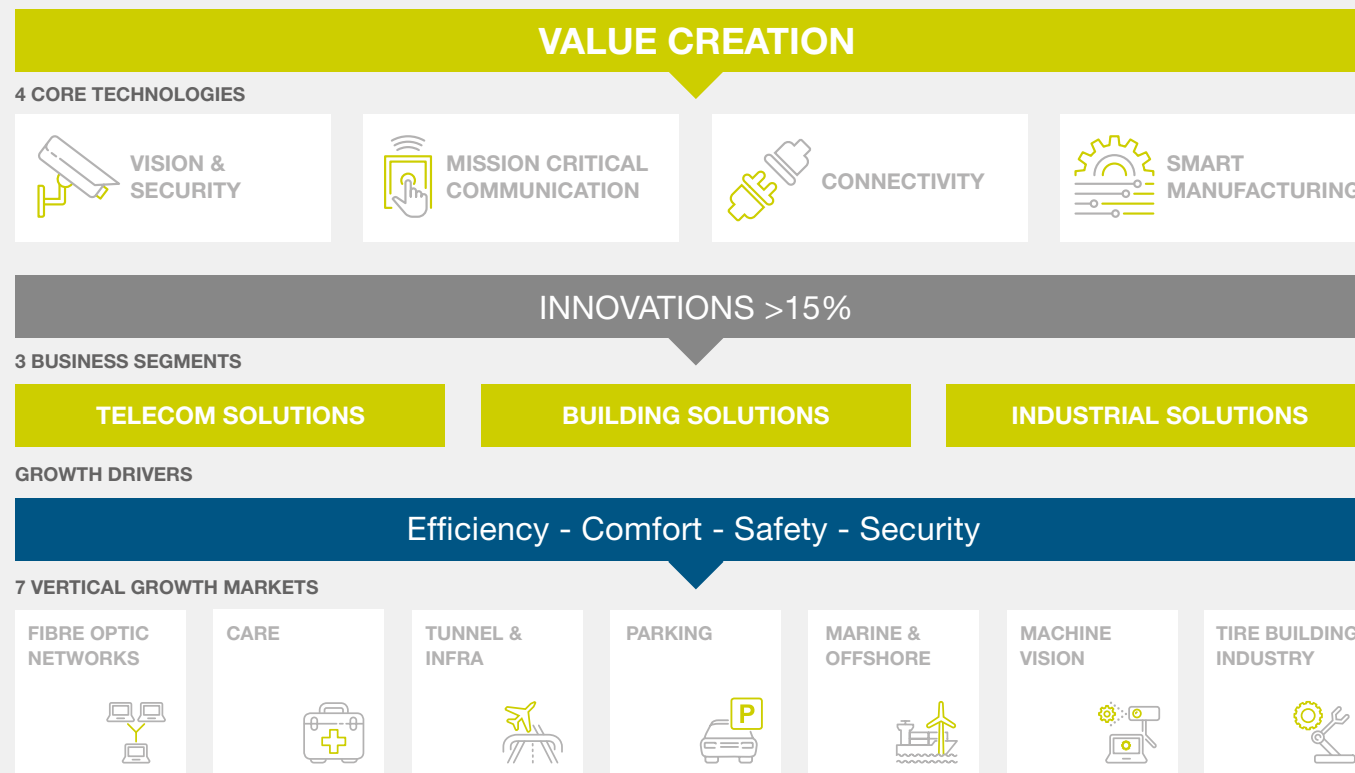 VALUE CREATION
4 CORE TECHNOLOGIES
VISION &
SECURITY
MISSION CRITICAL
COMMUNICATION
CONNECTIVITY
SMART
MANUFACTURING
INNOVATIONS >15%
3 BUSINESS SEGMENTS
TELECOM SOLUTIONS
BUILDING SOLUTIONS
INDUSTRIAL SOLUTIONS
GROWTH DRIVERS
Efficiency - Comfort - Safety - Security
7 VERTICAL GROWTH MARKETS
FIBRE OPTIC
NETWORKS
CARE
TUNNEL &
INFRA
PARKING
P
MARINE &
OFFSHORE
MACHINE
VISION
TIRE BUILDING
INDUSTRY